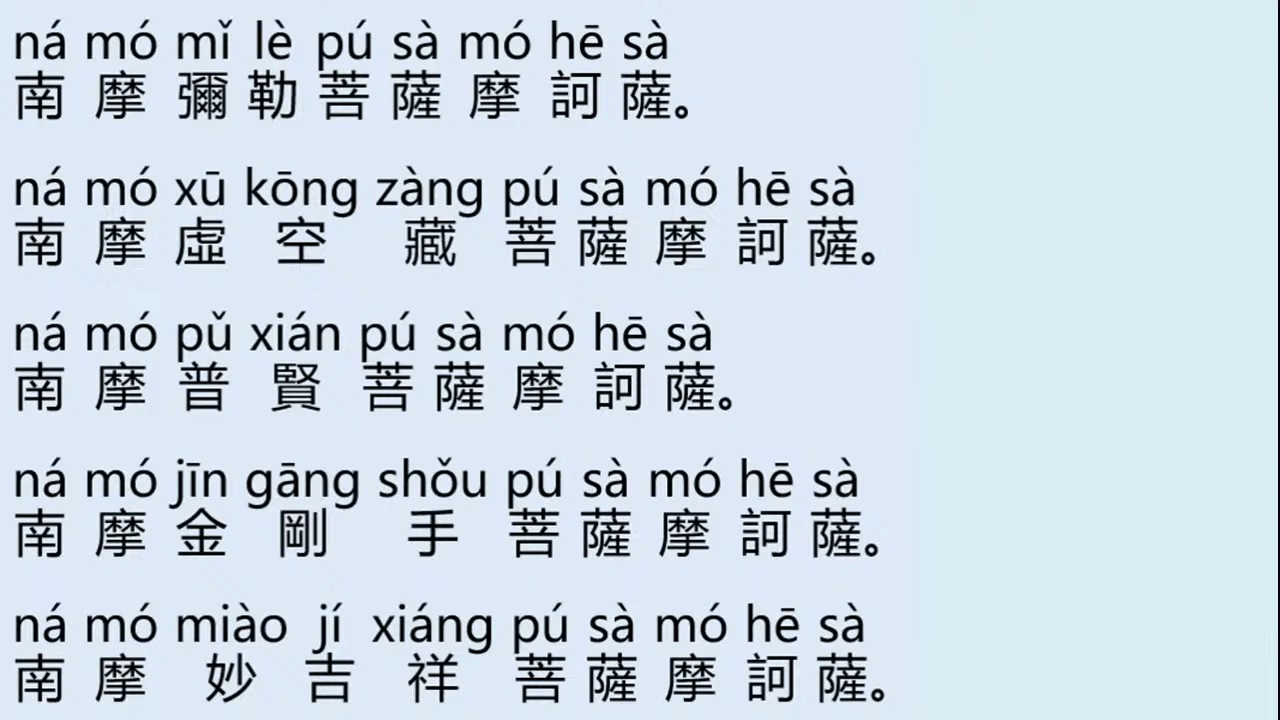 ná mó mǐ lè pú sà mó hē sà
南摩彌勒菩薩摩訶薩。
ná mó xū kōng zàng pú sà mó hē sà
南摩虛空藏菩薩摩訶薩。
ná mó pǔ xián pú sà mó hē sà
南摩普賢菩薩摩訶薩。
ná mó jīn gāng shǒu pú sà mó hē sà
南摩金剛手菩薩摩訶薩。
ná mó miào jí xiáng pú sà mó hē sà
南摩妙吉祥菩薩摩訶薩。